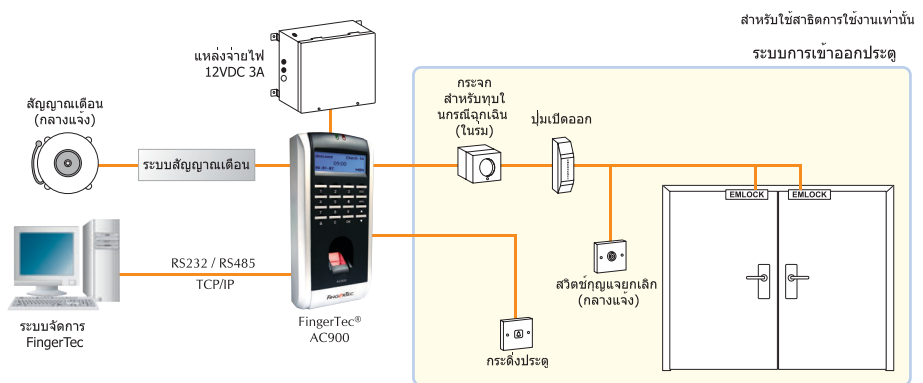 สำหรับใช้สาธิตการใช้งานเท่านั้น
ระบบการเข้าออกประตู
แหล่งจ่ายไฟ
12VDC 3A
สัญญาณเตือน
(กลางแจ้ง)
ระบบสัญญาณเตือน
กระจก
สำหรับทุบใ
นกรณีฉุกเฉิน
(ในร่ม)
ปุ่มเปิดออก
EMLOCK
EMLOCK
RS232 / RS485
TCP/IP
ระบบจัดการ
FingerTec
FINGERTEC
FingerTec®
AC900
สวิตช์กุญแจยกเลิก
(กลางแจ้ง)
กระดิ่งประตู